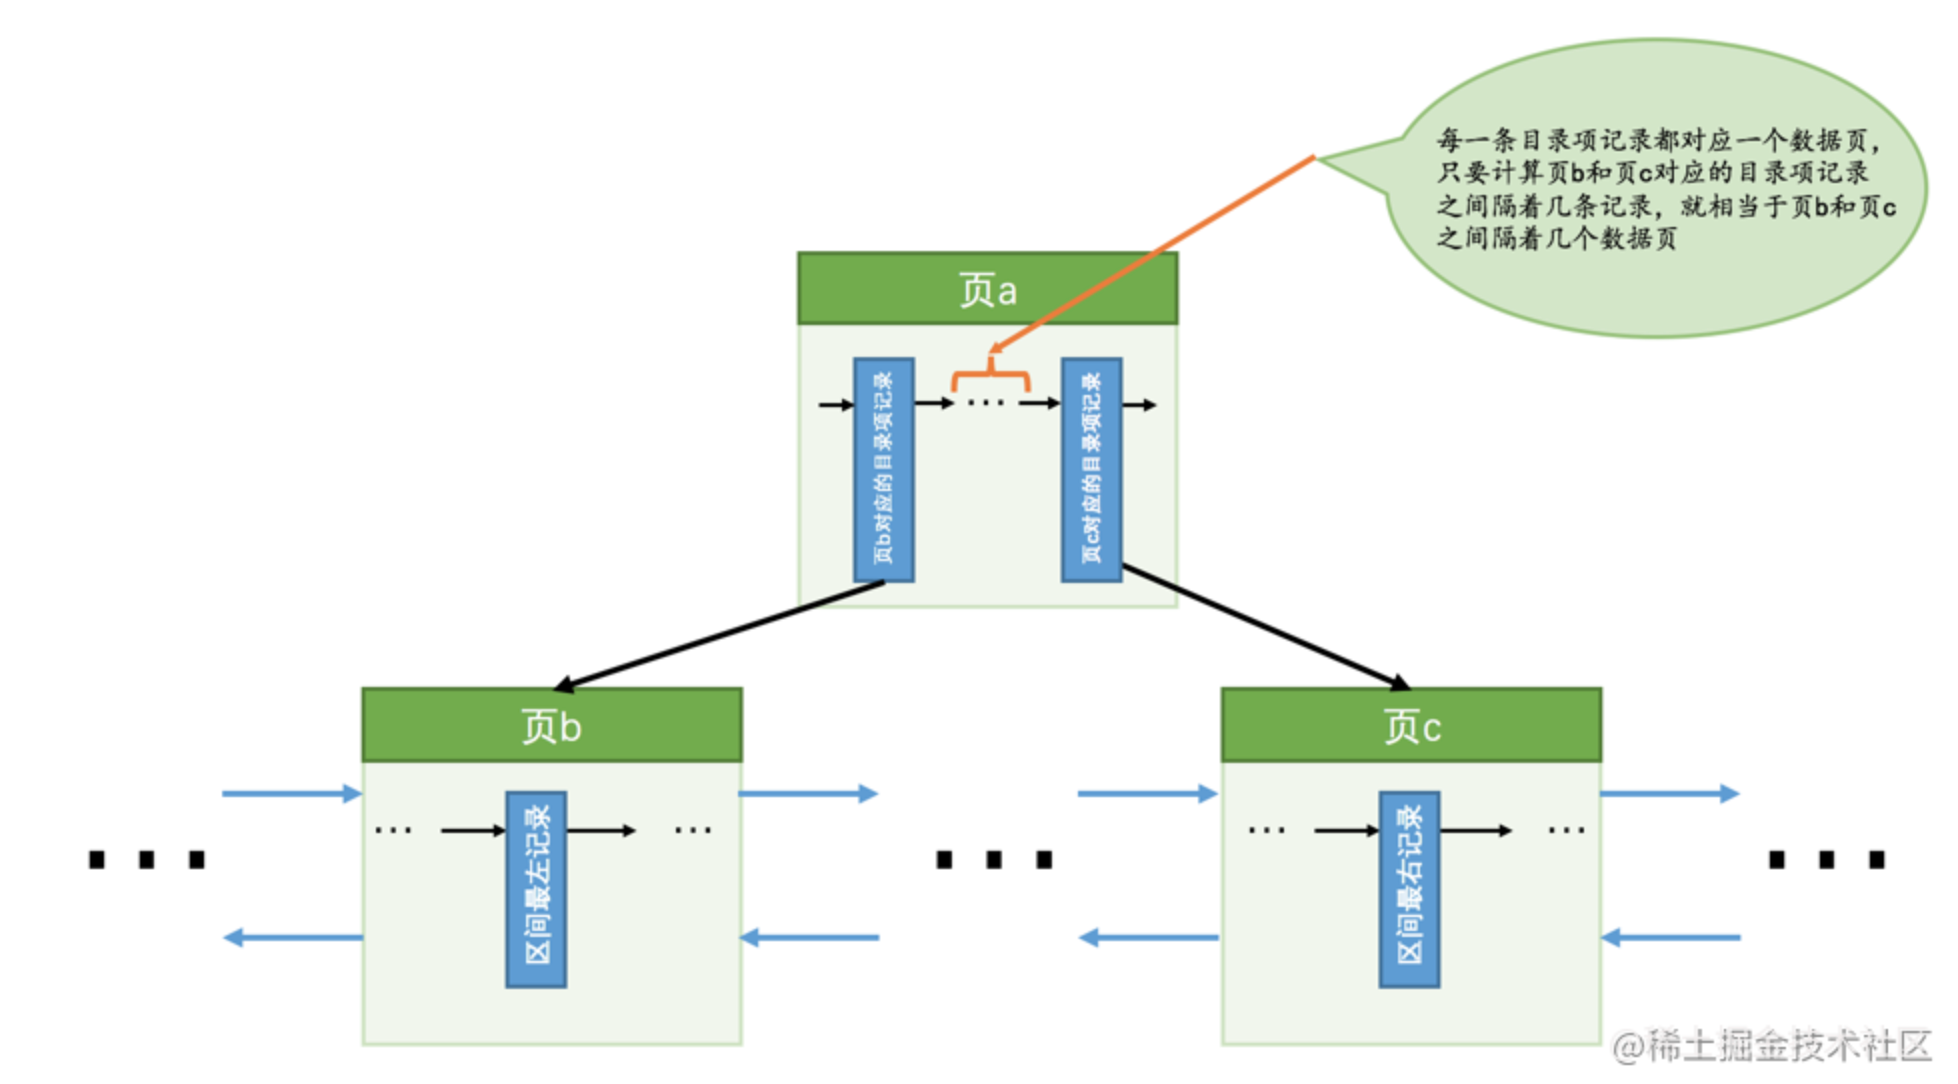 每一条目录项记录都对应一个数据页，
只要计算页b和页c对应的目录项记录
之间隔着几条记录，就相当于页b和页c
之间隔着几个数据页
页a
页b对应的目录项记录
···
页c对应的目录项记录
页b
页c
···
区间最左记录
···
···
区间最右记录
···
@稀土掘金技术社区